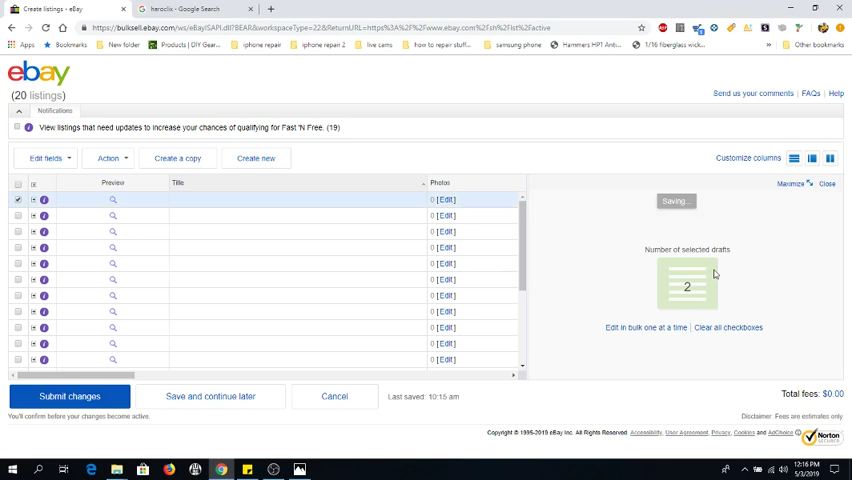 Create listings - eBay
heroclix - Google Search
https://bulksell.ebay.com/ws/eBayISAPI.dll?BEAR&workspaceType=22&ReturnURL=https%3A%2F%2Fwww.ebay.com%2Fsh%2Flst%2Factive
Apps Bookmarks New folder Products | DIY Gear... iphone repair iphone repair 2 live cams how to repair stuff... samsung phone Hammers HP1 Anti... 1/16 fiberglass wick... Other bookmarks
ebay
(20 listings)
Send us your comments | FAQs | Help
Notifications
View listings that need updates to increase your chances of qualifying for Fast 'N Free. (19)
Edit fields Action Create a copy Create new Customize columns
Preview Title Photos Maximize Close
0 [Edit]
Saving...
0 [Edit]
0 [Edit]
0 [Edit]
Number of selected drafts
0 [Edit]
0 [Edit]
2
0 [Edit]
0 [Edit]
0 [Edit]
Edit in bulk one at a time | Clear all checkboxes
0 [Edit]
0 [Edit]
Submit changes Save and continue later Cancel Last saved: 10:15 am Total fees: $0.00
You'll confirm before your changes become active. Disclaimer: Fees are estimates only.
Copyright © 1995-2019 eBay Inc. All Rights Reserved. Accessibility, User Agreement, Privacy, Cookies and AdChoice
Norton
SECURED
12:16 PM
5/3/2019